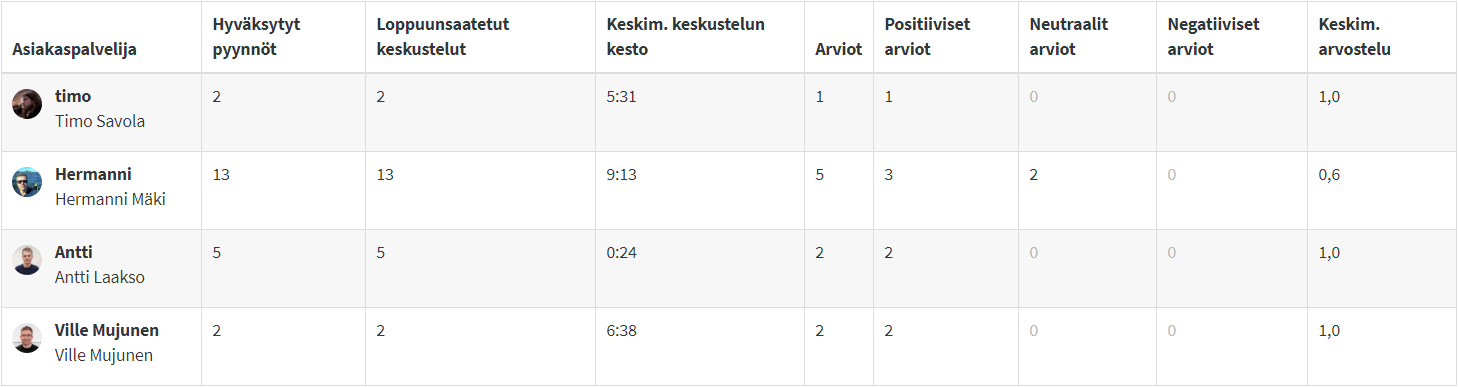 Asiakaspalvelija Hyväksytyt pyynnöt Loppuunsaatetut keskustelut Keskim. keskustelun kesto Arviot Positiiviset arviot Neutraalit arviot Negatiiviset arviot Keskim. arvostelu
timo 2 2 5:31 1 1 0 0 1,0
Timo Savola
Hermanni 13 13 9:13 5 3 2 0 0,6
Hermanni Mäki
Antti 5 5 0:24 2 2 0 0 1,0
Antti Laakso
Ville Mujunen 2 2 6:38 2 2 0 0 1,0
Ville Mujunen